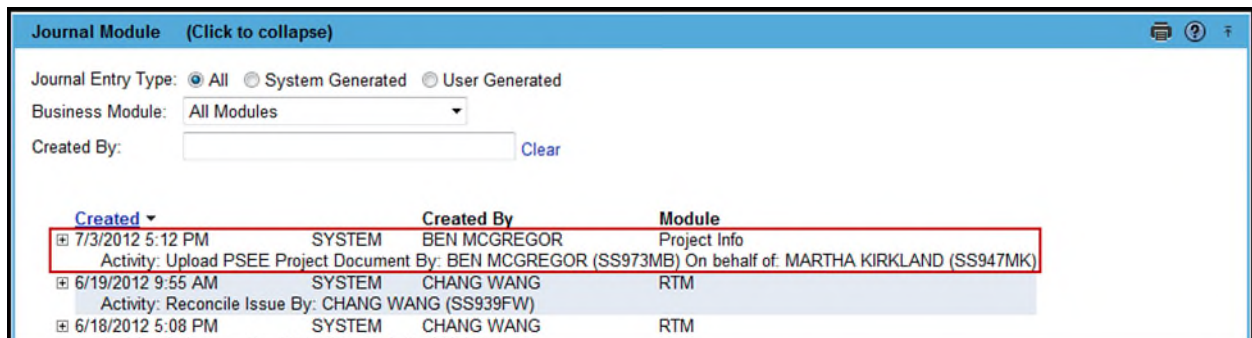 Journal Module (Click to collapse)
Journal Entry Type: All System Generated User Generated
Business Module: All Modules
Created By: Clear
Created Created By Module
7/3/2012 5:12 PM SYSTEM BEN MCGREGOR Project Info
Activity: Upload PSEE Project Document By: BEN MCGREGOR (SS973MB) On behalf of: MARTHA KIRKLAND (SS947MK)
6/19/2012 9:55 AM SYSTEM CHANG WANG RTM
Activity: Reconcile Issue By: CHANG WANG (SS939FW)
6/18/2012 5:08 PM SYSTEM CHANG WANG RTM